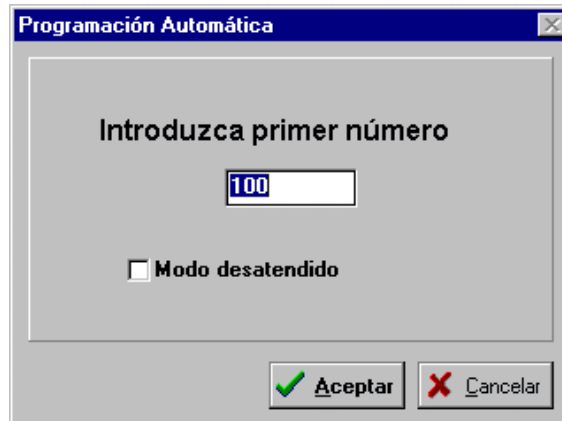 Programación Automática
Introduzca primer número
100
Modo desatendido
Aceptar
Cancelar